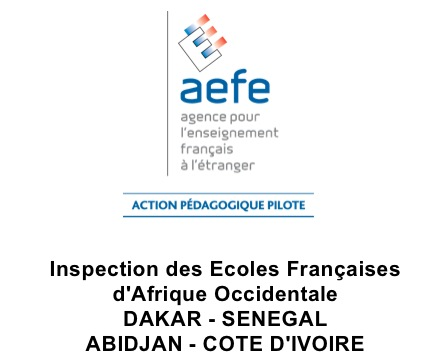 aefe
agence pour
l'enseignement
français
à l'étranger
ACTION PÉDAGOGIQUE PILOTE
Inspection des Ecoles Françaises
d'Afrique Occidentale
DAKAR - SENEGAL
ABIDJAN - COTE D'IVOIRE